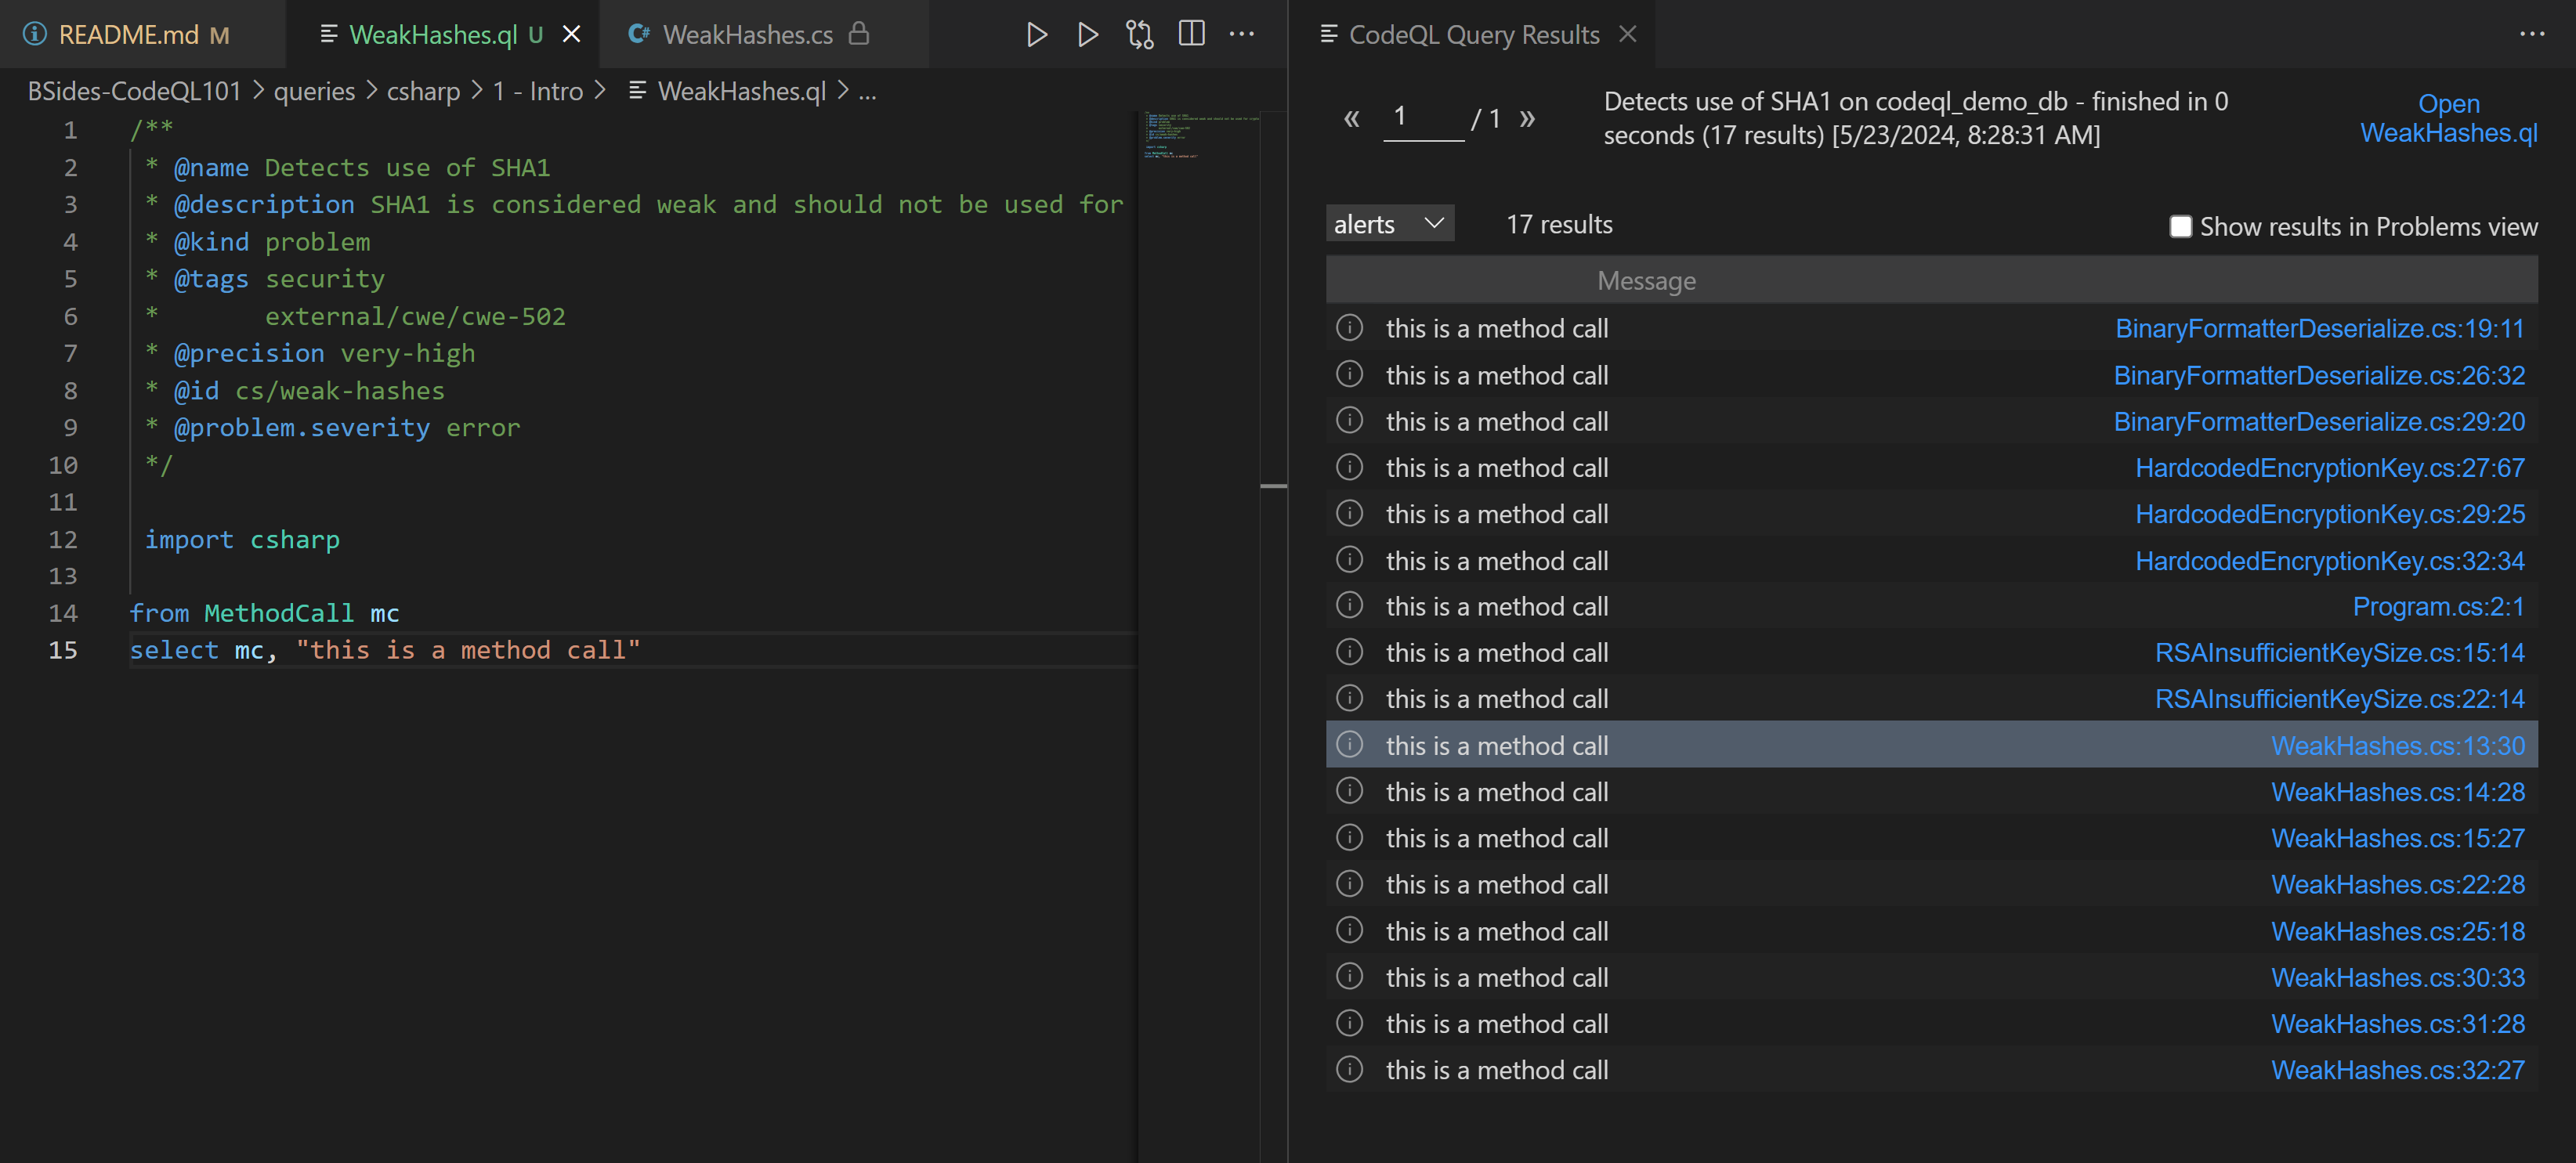 README.md M
WeakHashes.ql U
WeakHashes.cs
BSides-CodeQL101 > queries > csharp > 1 - Intro > WeakHashes.ql > ...
1 /**
2 * @name Detects use of SHA1
3 * @description SHA1 is considered weak and should not be used for
4 * @kind problem
5 * @tags security
6 * external/cwe/cwe-502
7 * @precision very-high
8 * @id cs/weak-hashes
9 * @problem.severity error
10 */
11
12 import csharp
13
14 from MethodCall mc
15 select mc, "this is a method call"
CodeQL Query Results
« 1 / 1 »
Detects use of SHA1 on codeql_demo_db - finished in 0
seconds (17 results) [5/23/2024, 8:28:31 AM]
Open
WeakHashes.ql
alerts 17 results Show results in Problems view
Message
this is a method call BinaryFormatterDeserialize.cs:19:11
this is a method call BinaryFormatterDeserialize.cs:26:32
this is a method call BinaryFormatterDeserialize.cs:29:20
this is a method call HardcodedEncryptionKey.cs:27:67
this is a method call HardcodedEncryptionKey.cs:29:25
this is a method call HardcodedEncryptionKey.cs:32:34
this is a method call Program.cs:2:1
this is a method call RSAInsufficientKeySize.cs:15:14
this is a method call RSAInsufficientKeySize.cs:22:14
this is a method call WeakHashes.cs:13:30
this is a method call WeakHashes.cs:14:28
this is a method call WeakHashes.cs:15:27
this is a method call WeakHashes.cs:22:28
this is a method call WeakHashes.cs:25:18
this is a method call WeakHashes.cs:30:33
this is a method call WeakHashes.cs:31:28
this is a method call WeakHashes.cs:32:27